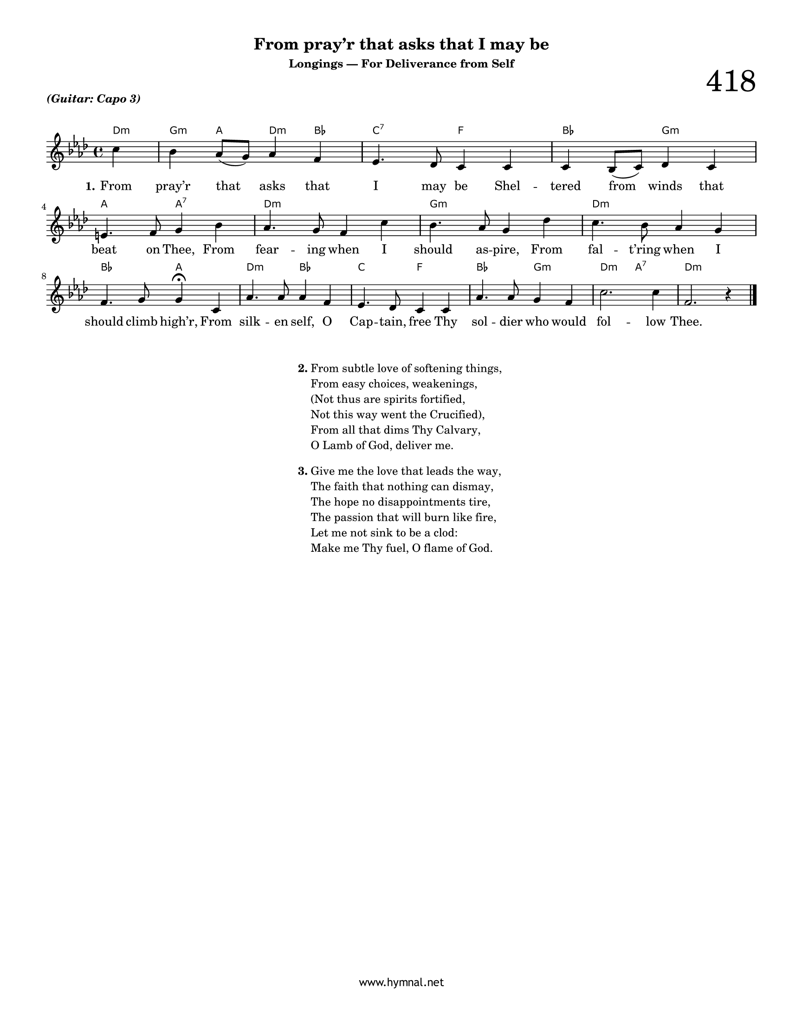 From pray'r that asks that I may be
Longings — For Deliverance from Self
418
(Guitar: Capo 3)
Dm Gm A Dm B♭ C7 F B♭ Gm
1. From pray'r that asks that I may be Shel - tered from winds that
4 A A7 Dm Gm Dm
beat on Thee, From fear - ing when I should as-pire, From fal - t'ring when I
8 B♭ A Dm B♭ C F B♭ Gm Dm A7 Dm
should climb high'r, From silk - en self, O Cap-tain, free Thy sol - dier who would fol - low Thee.
2. From subtle love of softening things,
From easy choices, weakenings,
(Not thus are spirits fortified,
Not this way went the Crucified),
From all that dims Thy Calvary,
O Lamb of God, deliver me.
3. Give me the love that leads the way,
The faith that nothing can dismay,
The hope no disappointments tire,
The passion that will burn like fire,
Let me not sink to be a clod:
Make me Thy fuel, O flame of God.
www.hymnal.net